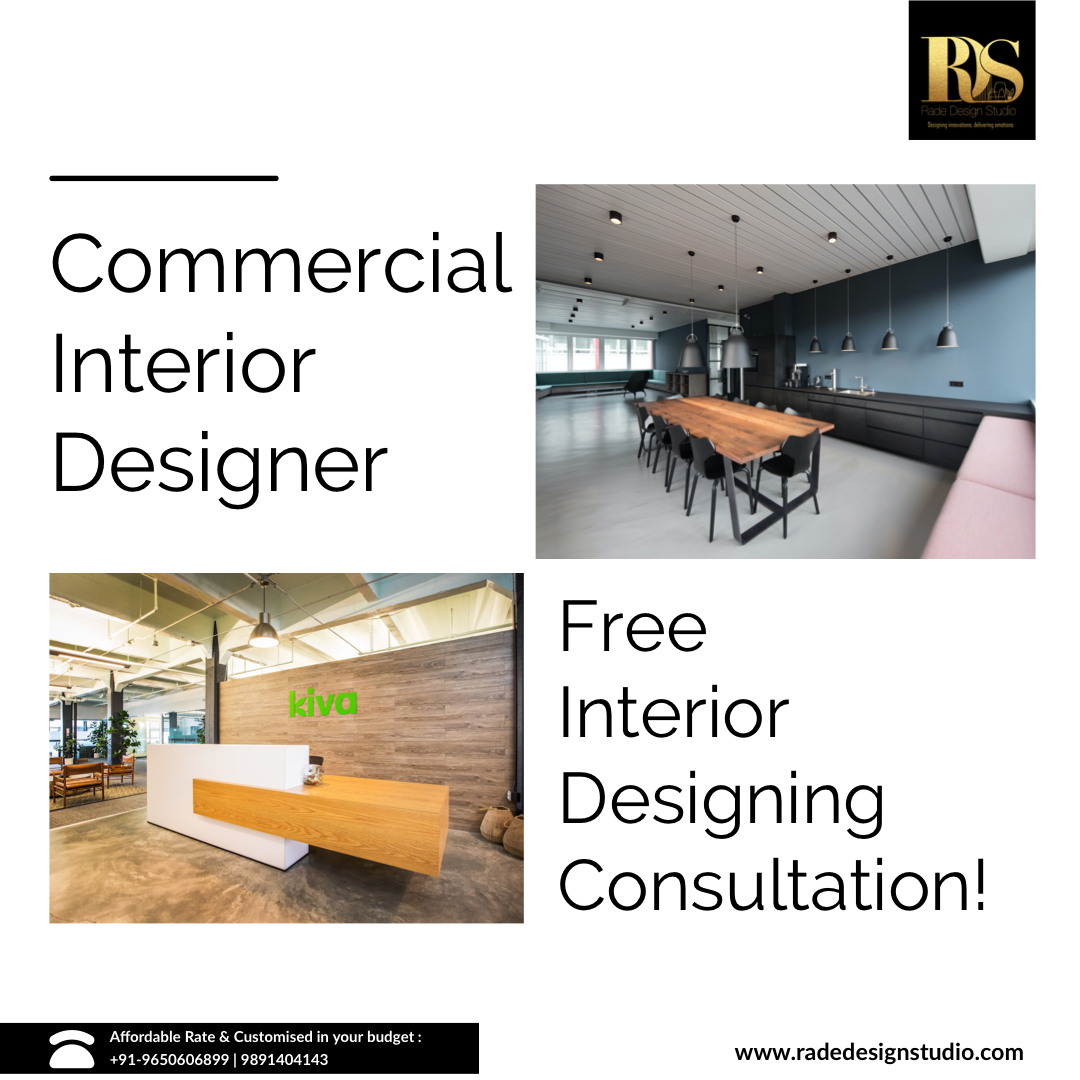 RDS
Rade Design Studio
Designing innovations, delivering emotions
Commercial
Interior
Designer
kiva
Free
Interior
Designing
Consultation!
Affordable Rate & Customised in your budget :
+91-9650606899 | 9891404143
www.radedesignstudio.com